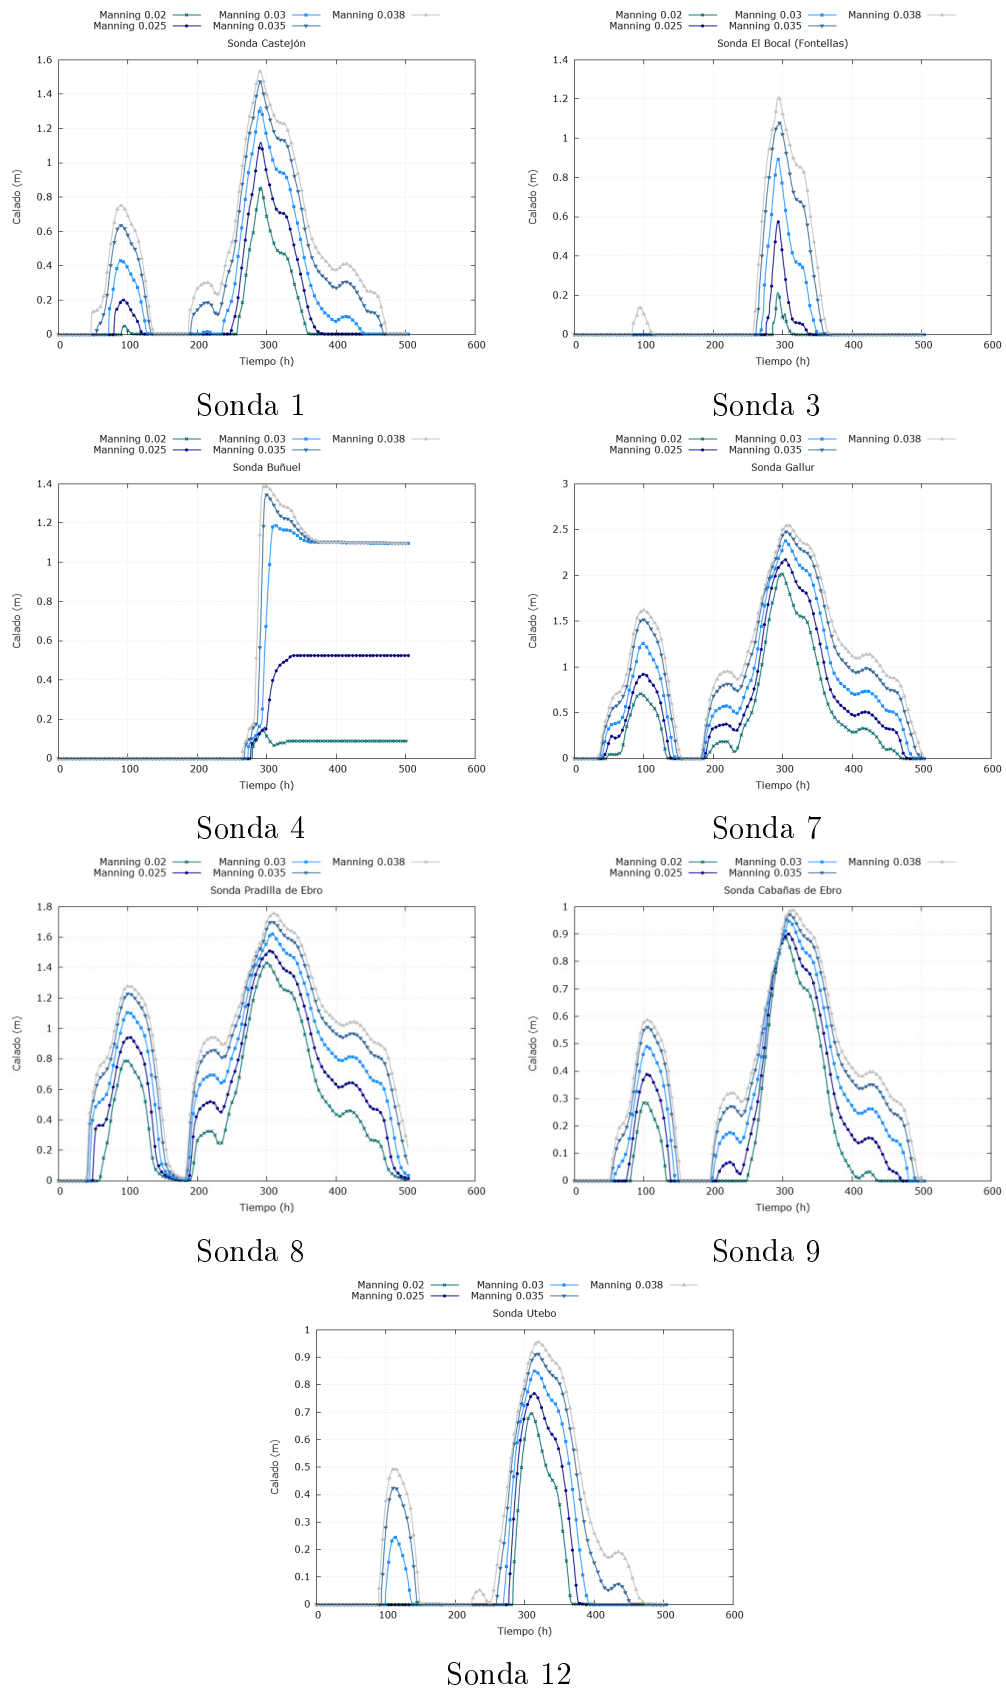 Manning 0.02 Manning 0.03 Manning 0.038
Manning 0.025 Manning 0.035
Sonda Castejón
Calado (m)
1.6
1.4
1.2
1
0.8
0.6
0.4
0.2
0
0 100 200 300 400 500 600
Tiempo (h)
Sonda 1
Manning 0.02 Manning 0.03 Manning 0.038
Manning 0.025 Manning 0.035
Sonda El Bocal (Fontellas)
Calado (m)
1.4
1.2
1
0.8
0.6
0.4
0.2
0
0 100 200 300 400 500 600
Tiempo (h)
Sonda 3
Manning 0.02 Manning 0.03 Manning 0.038
Manning 0.025 Manning 0.035
Sonda Buñuel
Calado (m)
1.4
1.2
1
0.8
0.6
0.4
0.2
0
0 100 200 300 400 500 600
Tiempo (h)
Sonda 4
Manning 0.02 Manning 0.03 Manning 0.038
Manning 0.025 Manning 0.035
Sonda Gallur
Calado (m)
3
2.5
2
1.5
1
0.5
0
0 100 200 300 400 500 600
Tiempo (h)
Sonda 7
Manning 0.02 Manning 0.03 Manning 0.038
Manning 0.025 Manning 0.035
Sonda Pradilla de Ebro
Calado (m)
1.8
1.6
1.4
1.2
1
0.8
0.6
0.4
0.2
0
0 100 200 300 400 500 600
Tiempo (h)
Sonda 8
Manning 0.02 Manning 0.03 Manning 0.038
Manning 0.025 Manning 0.035
Sonda Cabañas de Ebro
Calado (m)
1
0.9
0.8
0.7
0.6
0.5
0.4
0.3
0.2
0.1
0
0 100 200 300 400 500 600
Tiempo (h)
Sonda 9
Manning 0.02 Manning 0.03 Manning 0.038
Manning 0.025 Manning 0.035
Sonda Utebo
Calado (m)
1
0.9
0.8
0.7
0.6
0.5
0.4
0.3
0.2
0.1
0
0 100 200 300 400 500 600
Tiempo (h)
Sonda 12